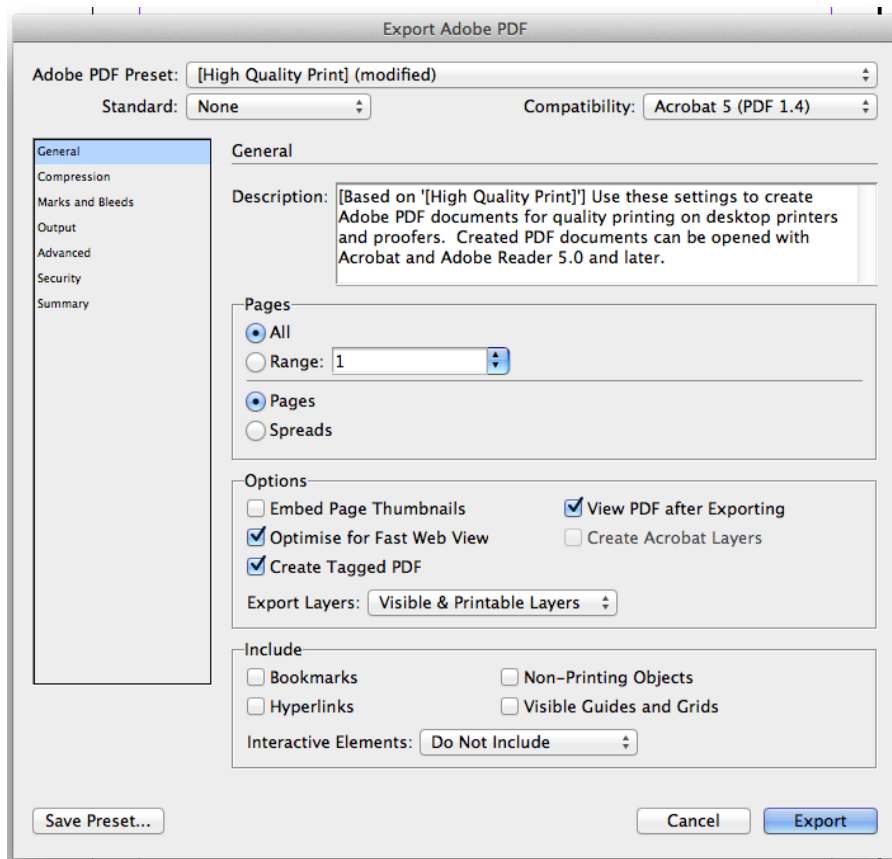 Export Adobe PDF
Adobe PDF Preset: [High Quality Print] (modified)
Standard: None Compatibility: Acrobat 5 (PDF 1.4)
General
Compression
Marks and Bleeds
Output
Advanced
Security
Summary
General
Description: [Based on '[High Quality Print]'] Use these settings to create
Adobe PDF documents for quality printing on desktop printers
and proofers.  Created PDF documents can be opened with
Acrobat and Adobe Reader 5.0 and later.
Pages
All
Range: 1
Pages
Spreads
Options
Embed Page Thumbnails View PDF after Exporting
Optimise for Fast Web View Create Acrobat Layers
Create Tagged PDF
Export Layers: Visible & Printable Layers
Include
Bookmarks Non-Printing Objects
Hyperlinks Visible Guides and Grids
Interactive Elements: Do Not Include
Save Preset... Cancel Export